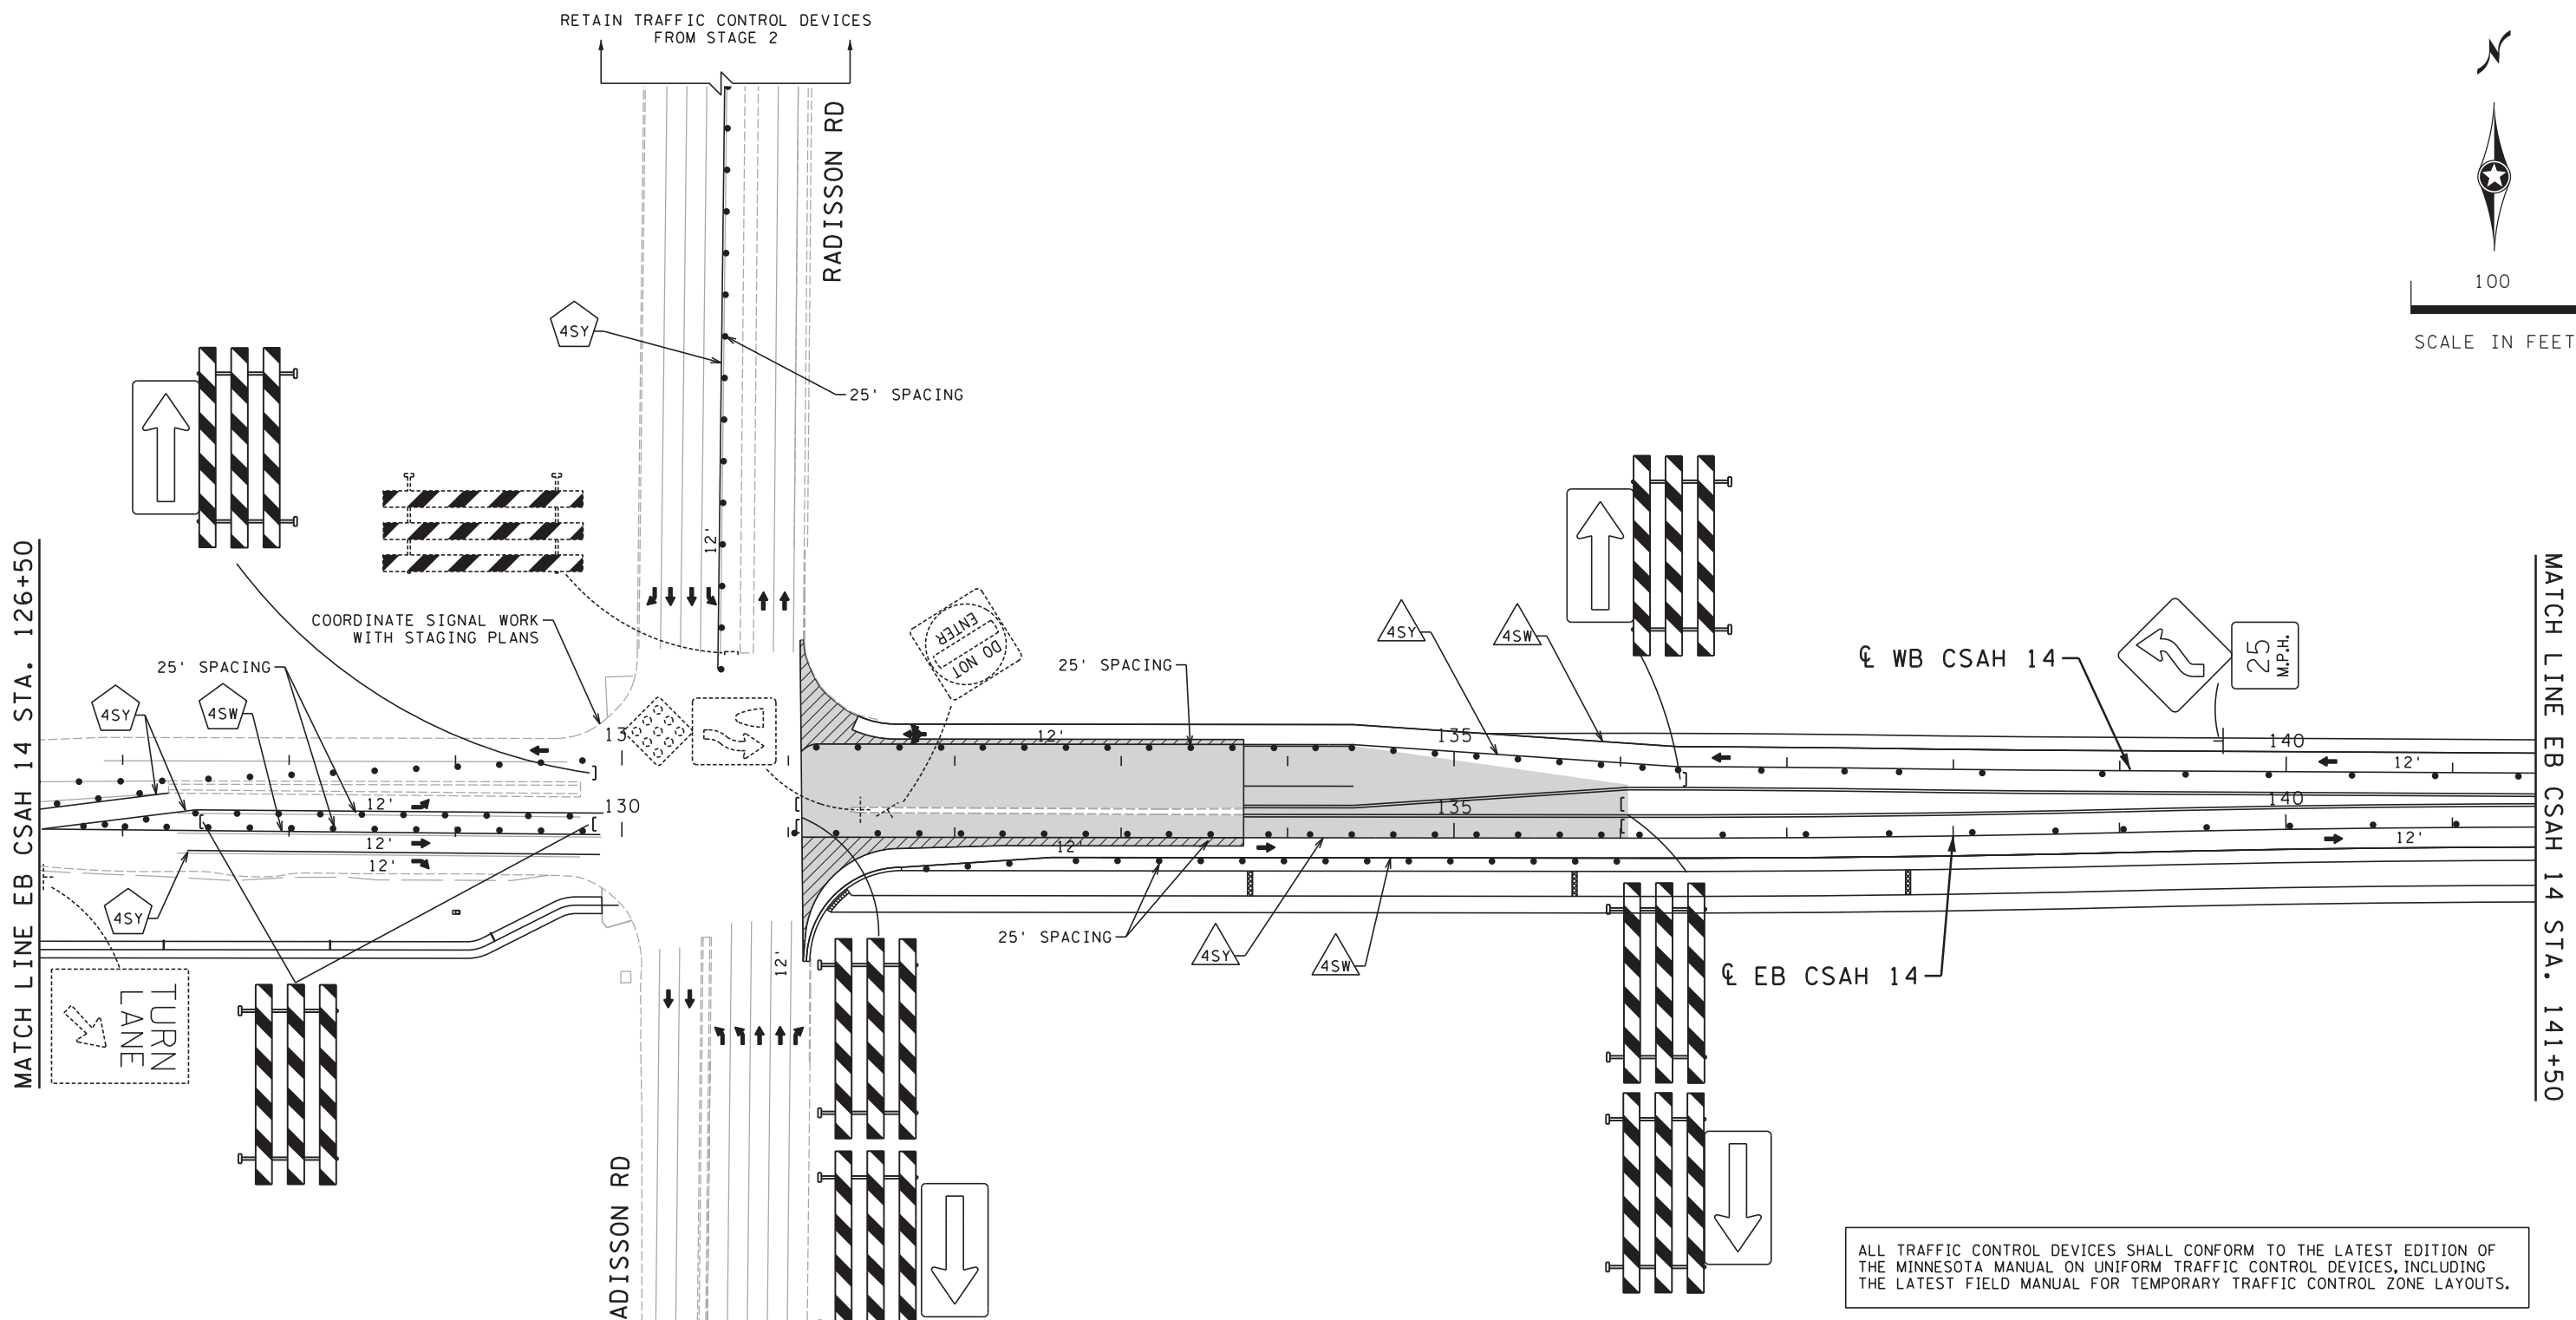 RETAIN TRAFFIC CONTROL DEVICES
FROM STAGE 2
N
RADISSON RD
100
SCALE IN FEET
4SY
25' SPACING
12'
MATCH LINE EB CSAH 14 STA. 126+50
COORDINATE SIGNAL WORK
WITH STAGING PLANS
25' SPACING
4SY
4SW
DO NOT
ENTER
25' SPACING
4SY
4SW
℄ WB CSAH 14
25
M.P.H.
MATCH LINE EB CSAH 14 STA. 141+50
13
12'
135
140
12'
12'
130
135
140
12'
12'
12'
12'
4SY
25' SPACING
4SY
4SW
℄ EB CSAH 14
12'
TURN
LANE
ADISSON RD
ALL TRAFFIC CONTROL DEVICES SHALL CONFORM TO THE LATEST EDITION OF
THE MINNESOTA MANUAL ON UNIFORM TRAFFIC CONTROL DEVICES, INCLUDING
THE LATEST FIELD MANUAL FOR TEMPORARY TRAFFIC CONTROL ZONE LAYOUTS.